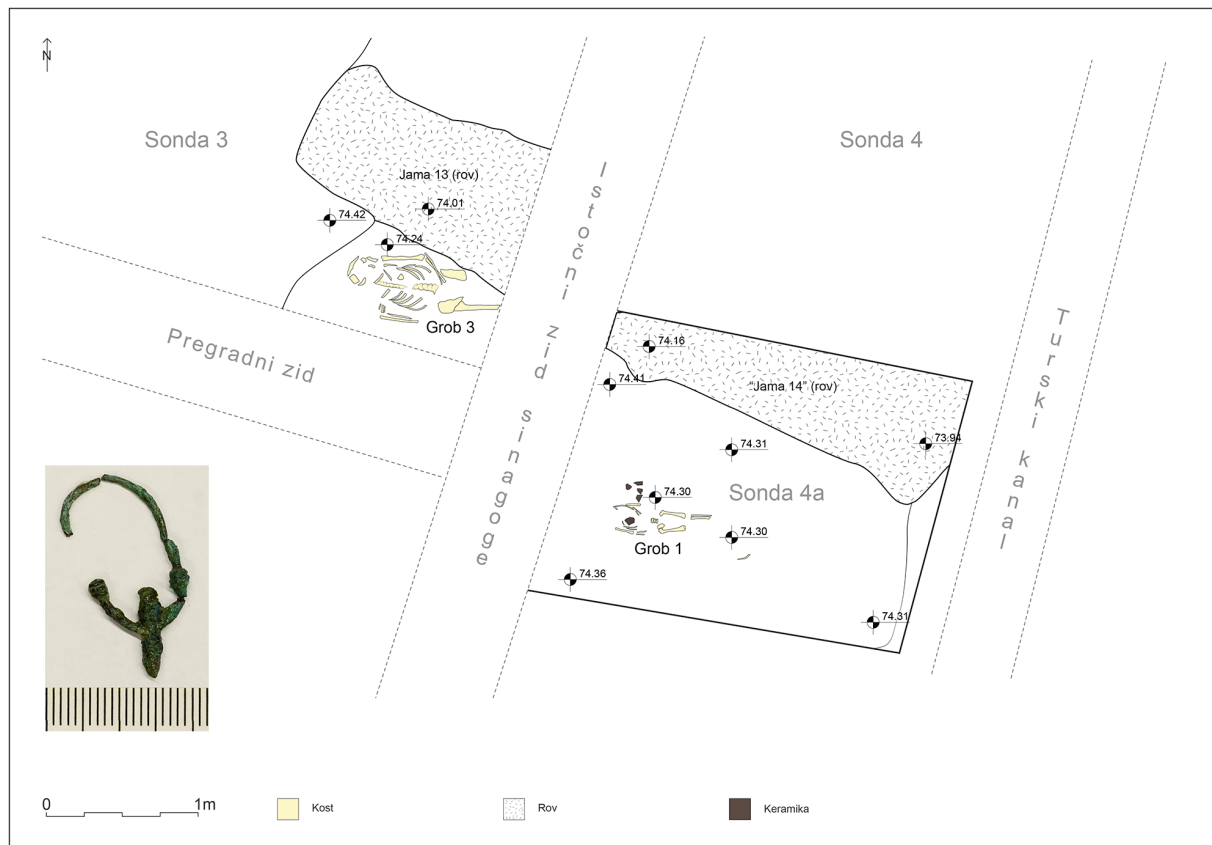 N
Sonda 3
Sonda 4
Jama 13 (rov)
74.01
74.42
74.24
Grob 3
Istočni zid sinagoge
Pregradni zid
Turski kanal
74.16
74.41
"Jama 14" (rov)
73.94
74.31
74.30
Sonda 4a
74.30
Grob 1
74.36
74.31
0 1m
Kost
Rov
Keramika